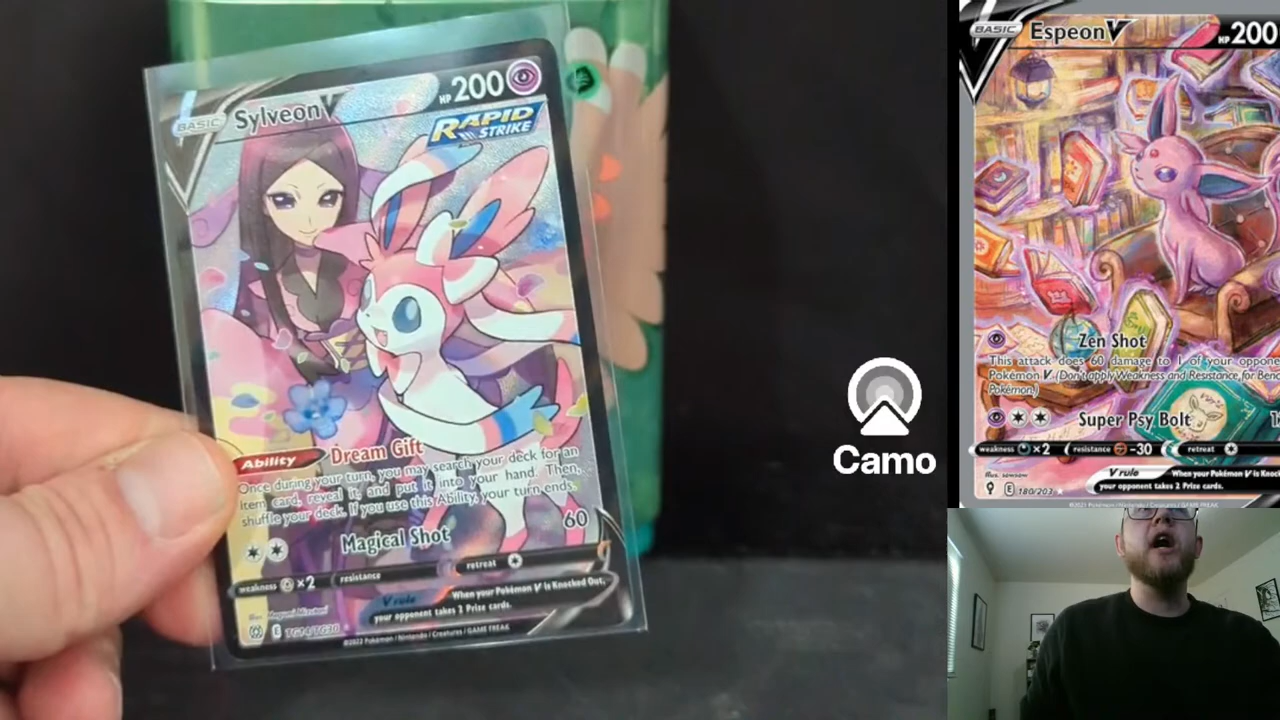 BASIC Sylveon V HP 200
RAPID STRIKE
Ability Dream Gift
Once during your turn, you may search your deck for an
Item card, reveal it, and put it into your hand. Then,
shuffle your deck. If you use this Ability, your turn ends.
Magical Shot 60
weakness ×2 resistance retreat
V rule When your Pokémon V is Knocked Out,
your opponent takes 2 Prize cards.
E TG14/TG30
©2022 Pokémon / Nintendo / Creatures / GAME FREAK
Camo
BASIC Espeon V HP 200
Zen Shot
This attack does 60 damage to 1 of your oppone
Pokémon V. (Don't apply Weakness and Resistance for Benc
Pokémon.)
Super Psy Bolt
weakness ×2 resistance -30 retreat
V rule When your Pokémon V is Knock
your opponent takes 2 Prize cards.
E 180/203